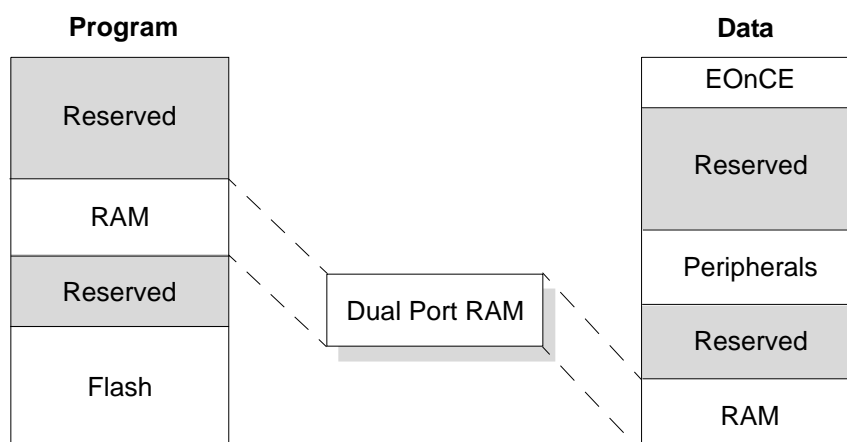 Program
Reserved
RAM
Reserved
Flash
Dual Port RAM
Data
EOnCE
Reserved
Peripherals
Reserved
RAM